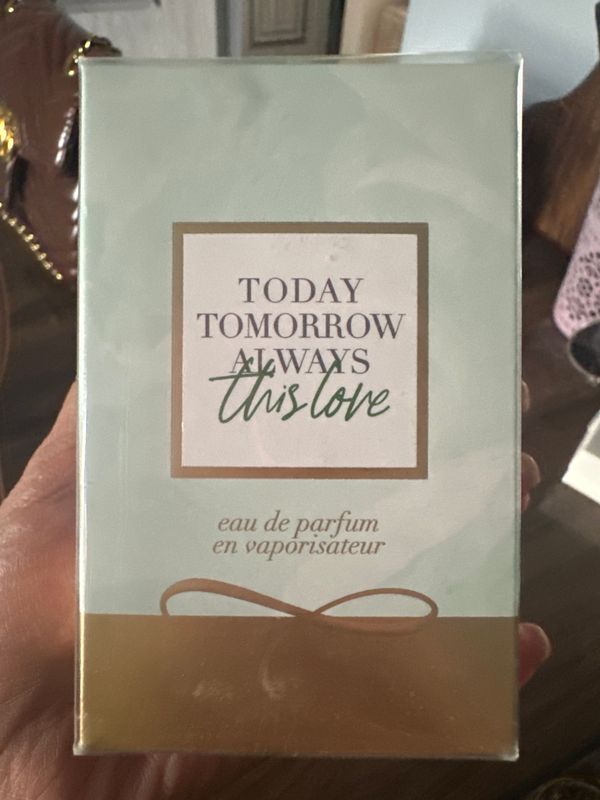 TODAY
TOMORROW
ALWAYS
this love
eau de parfum
en vaporisateur